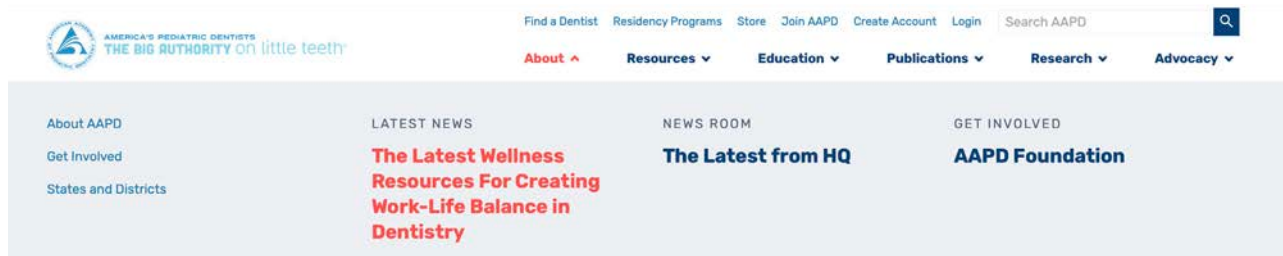 Find a Dentist Residency Programs Store Join AAPD Create Account Login Search AAPD
AMERICA'S PEDIATRIC DENTISTS
THE BIG AUTHORITY on little teeth
About Resources Education Publications Research Advocacy
About AAPD
Get Involved
States and Districts
LATEST NEWS
The Latest Wellness
Resources For Creating
Work-Life Balance in
Dentistry
NEWS ROOM
The Latest from HQ
GET INVOLVED
AAPD Foundation